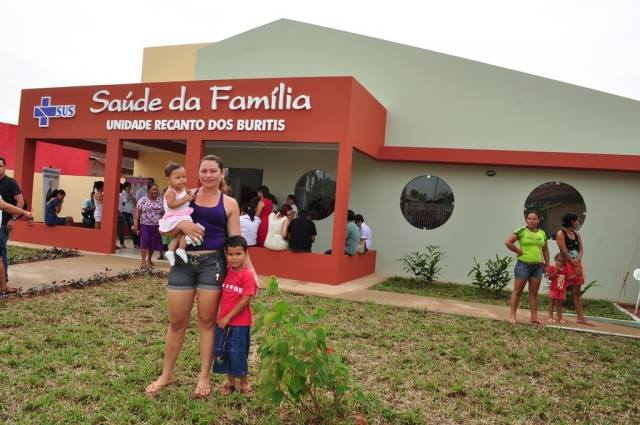 SUS
Saúde da Família
UNIDADE RECANTO DOS BURITIS